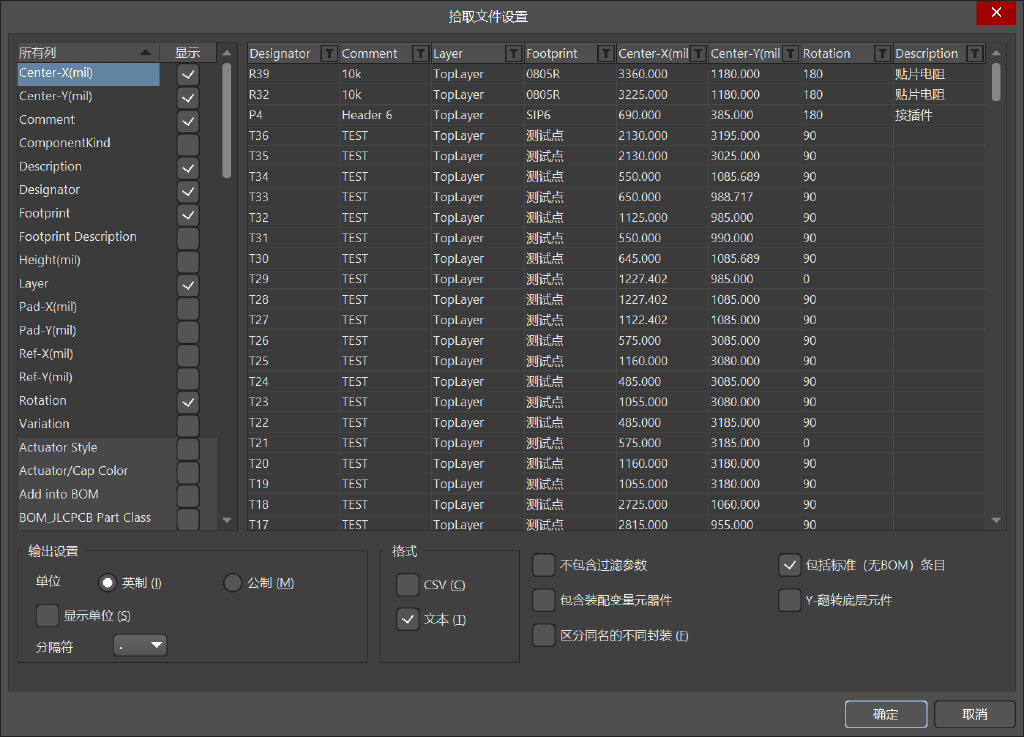 拾取文件设置
所有列 显示
Center-X(mil)
Center-Y(mil)
Comment
ComponentKind
Description
Designator
Footprint
Footprint Description
Height(mil)
Layer
Pad-X(mil)
Pad-Y(mil)
Ref-X(mil)
Ref-Y(mil)
Rotation
Variation
Actuator Style
Actuator/Cap Color
Add into BOM
BOM_JLCPCB Part Class
Designator Comment Layer Footprint Center-X(mil Center-Y(mil Rotation Description
R39 10k TopLayer 0805R 3360.000 1180.000 180 贴片电阻
R32 10k TopLayer 0805R 3225.000 1180.000 180 贴片电阻
P4 Header 6 TopLayer SIP6 690.000 385.000 180 接插件
T36 TEST TopLayer 测试点 2130.000 3195.000 90
T35 TEST TopLayer 测试点 2130.000 3025.000 90
T34 TEST TopLayer 测试点 550.000 1085.689 90
T33 TEST TopLayer 测试点 650.000 988.717 90
T32 TEST TopLayer 测试点 1125.000 985.000 90
T31 TEST TopLayer 测试点 550.000 990.000 90
T30 TEST TopLayer 测试点 645.000 1085.689 90
T29 TEST TopLayer 测试点 1227.402 985.000 0
T28 TEST TopLayer 测试点 1227.402 1085.000 90
T27 TEST TopLayer 测试点 1122.402 1085.000 90
T26 TEST TopLayer 测试点 575.000 3085.000 90
T25 TEST TopLayer 测试点 1160.000 3080.000 90
T24 TEST TopLayer 测试点 485.000 3085.000 90
T23 TEST TopLayer 测试点 1055.000 3080.000 90
T22 TEST TopLayer 测试点 485.000 3185.000 90
T21 TEST TopLayer 测试点 575.000 3185.000 0
T20 TEST TopLayer 测试点 1160.000 3180.000 90
T19 TEST TopLayer 测试点 1055.000 3180.000 90
T18 TEST TopLayer 测试点 2725.000 1060.000 90
T17 TEST TopLayer 测试点 2815.000 955.000 90
输出设置
单位 英制 (I) 公制 (M)
显示单位 (S)
分隔符 .
格式
CSV (C)
文本 (T)
不包含过滤参数
包含装配变量元器件
区分同名的不同封装 (F)
包括标准（无BOM）条目
Y-翻转底层元件
确定 取消